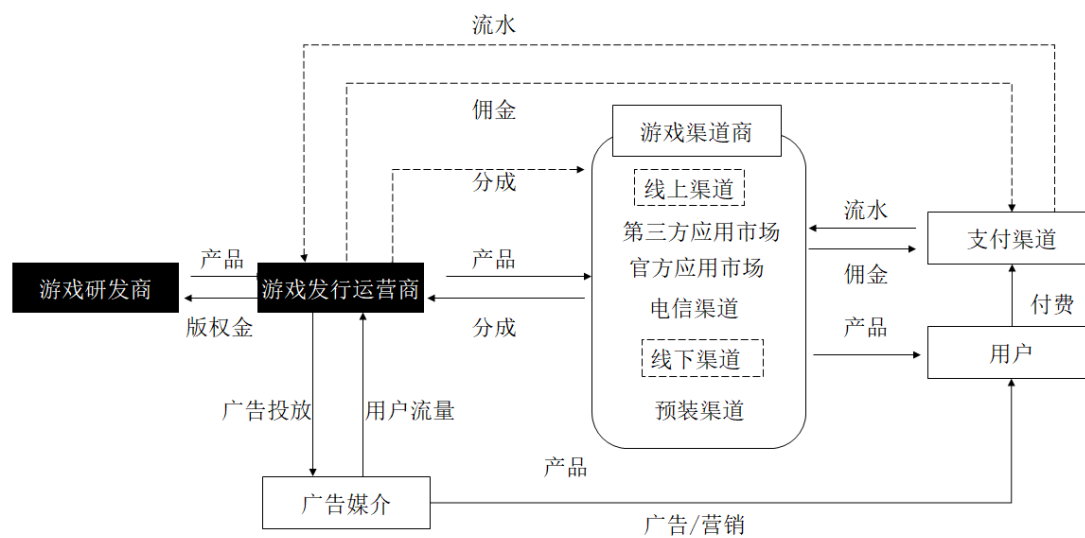 流水
佣金
游戏渠道商
分成
线上渠道
流水
第三方应用市场
支付渠道
产品
产品
官方应用市场
佣金
游戏研发商
游戏发行运营商
版权金
分成
电信渠道
产品
付费
线下渠道
用户
广告投放
用户流量
预装渠道
产品
广告媒介
广告/营销